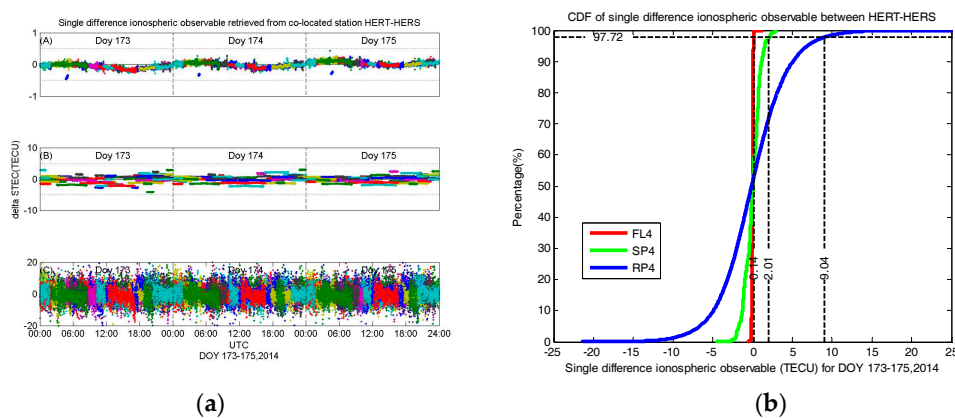 Single difference ionospheric observable retrieved from co-located station HERT-HERS
1
(A) Doy 173 Doy 174 Doy 175
0
-1
delta STEC(TECU)
10
(B) Doy 173 Doy 174 Doy 175
0
-10
20
(C) Doy 173 Doy 174 Doy 175
0
-20
00:00 06:00 12:00 18:00 00:00 06:00 12:00 18:00 00:00 06:00 12:00 18:00 24:00
UTC
DOY 173-175,2014
(a)
CDF of single difference ionospheric observable between HERT-HERS
100
97.72
90
80
70
60
50
40
30
20
10
0
Percentage(%)
FL4
SP4
RP4
0.14
2.01
9.04
-25 -20 -15 -10 -5 0 5 10 15 20 25
Single difference ionospheric observable (TECU) for DOY 173-175,2014
(b)